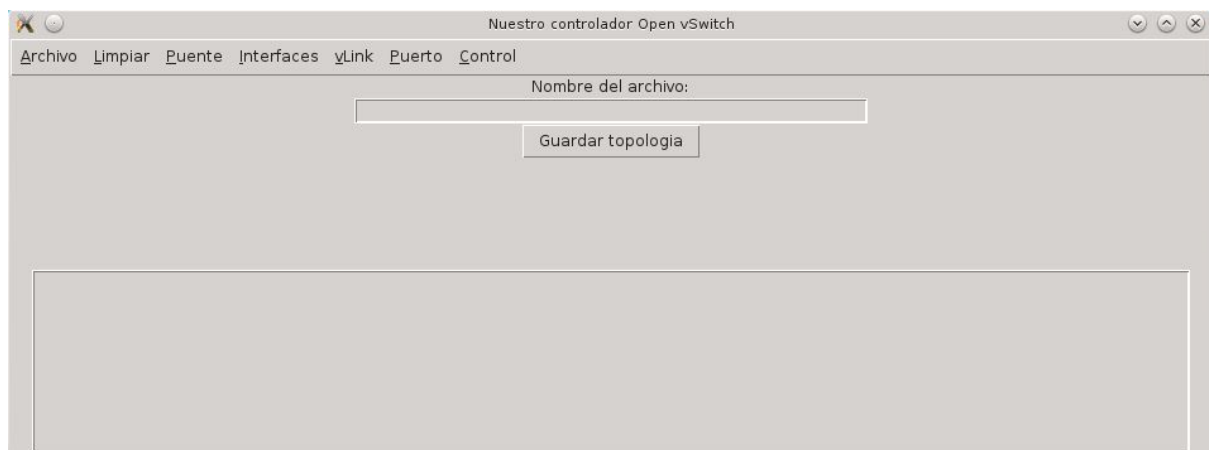 Nuestro controlador Open vSwitch
Archivo Limpiar Puente Interfaces vLink Puerto Control
Nombre del archivo:
Guardar topologia